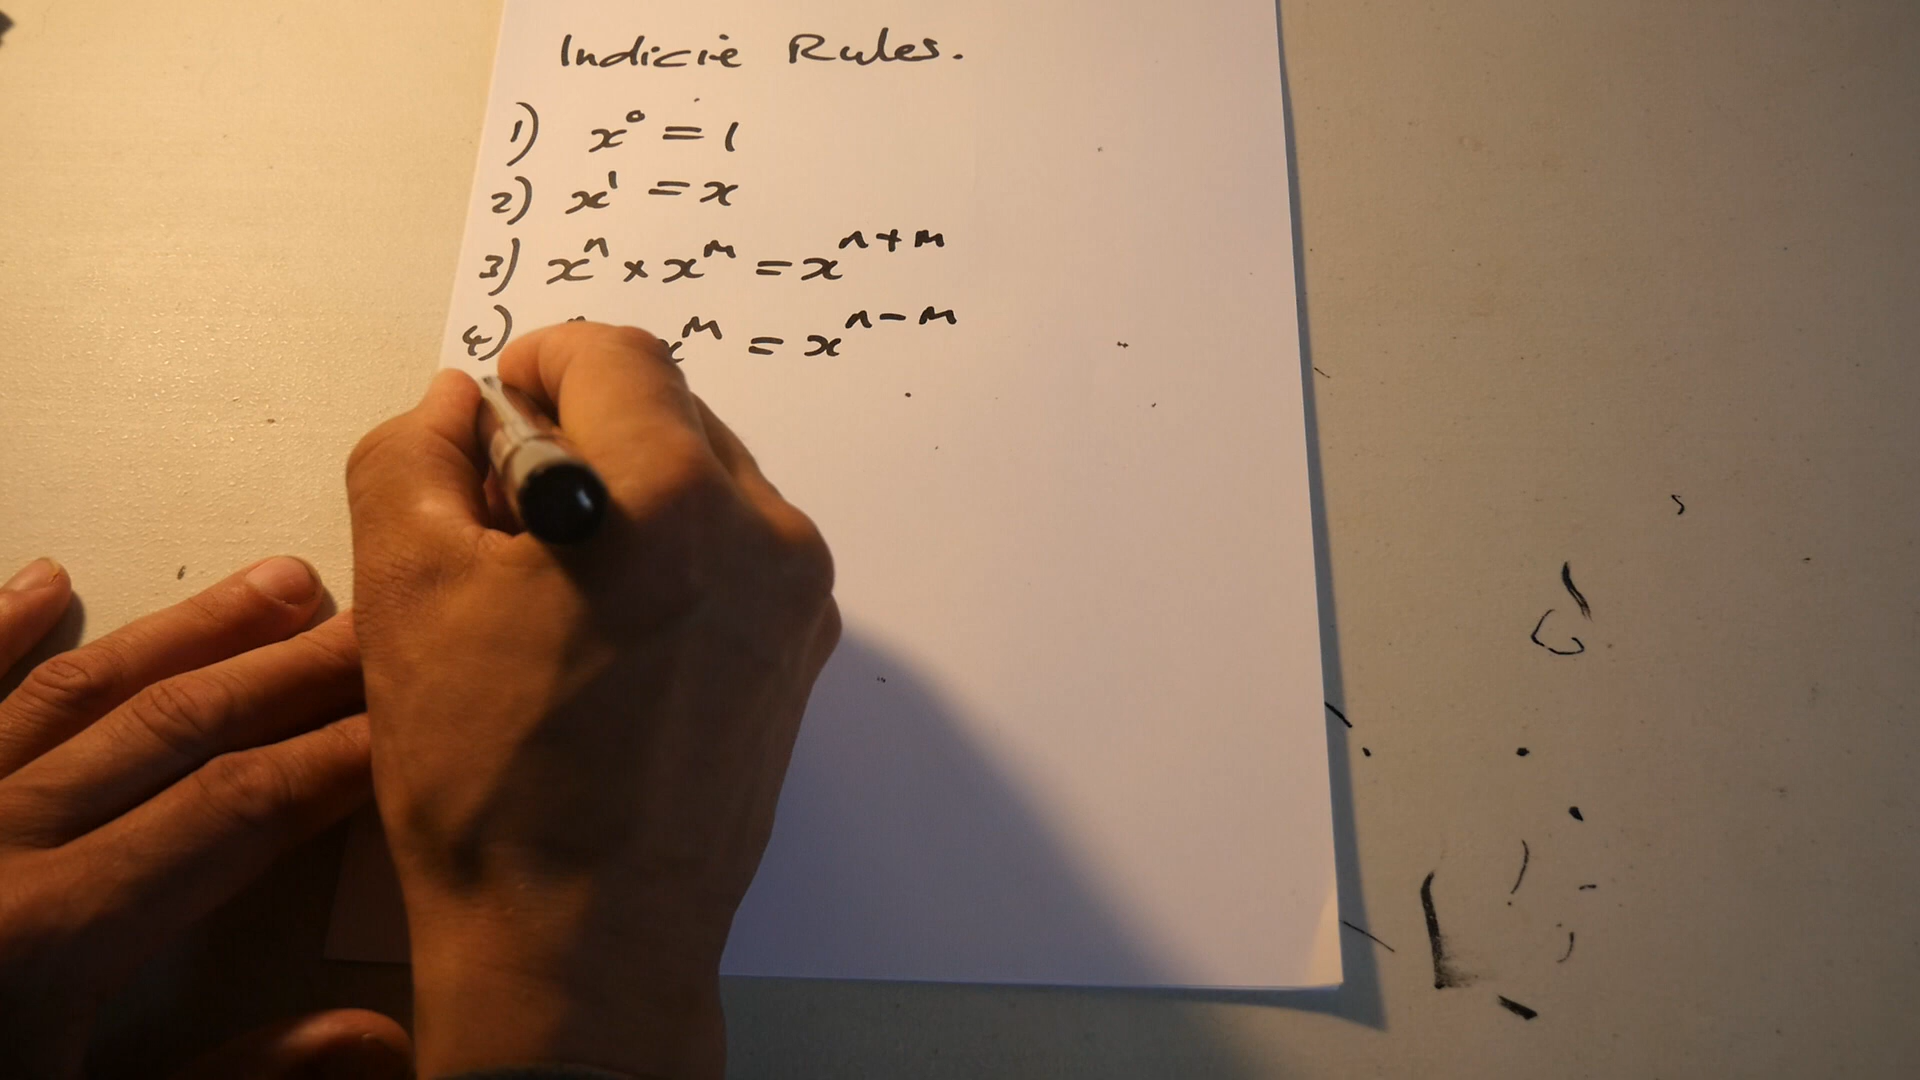 Indicie Rules.
1) x⁰ = 1
2) x¹ = x
3) xⁿ × xᵐ = xⁿ⁺ᵐ
4) xᵐ = xⁿ⁻ᵐ